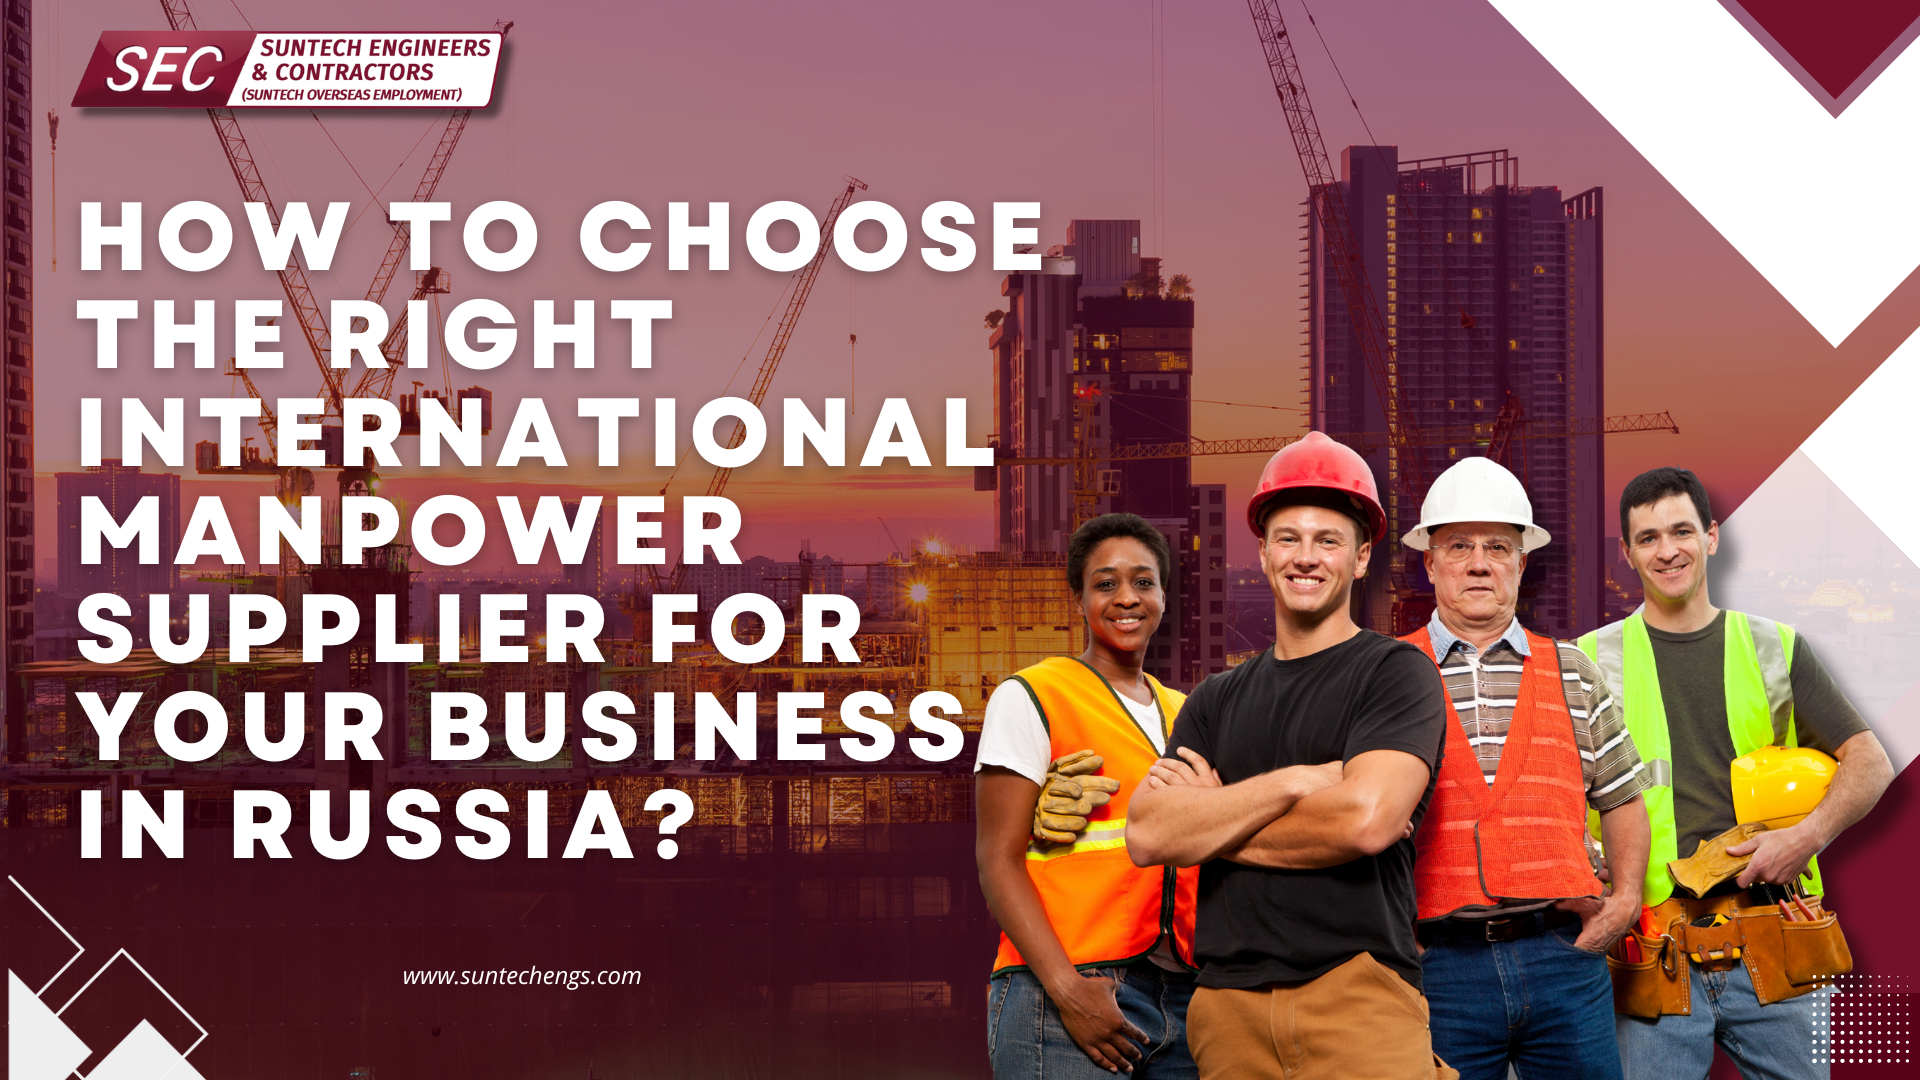 SEC
SUNTECH ENGINEERS
& CONTRACTORS
(SUNTECH OVERSEAS EMPLOYMENT)
HOW TO CHOOSE
THE RIGHT
INTERNATIONAL
MANPOWER
SUPPLIER FOR
YOUR BUSINESS
IN RUSSIA?
www.suntechengs.com